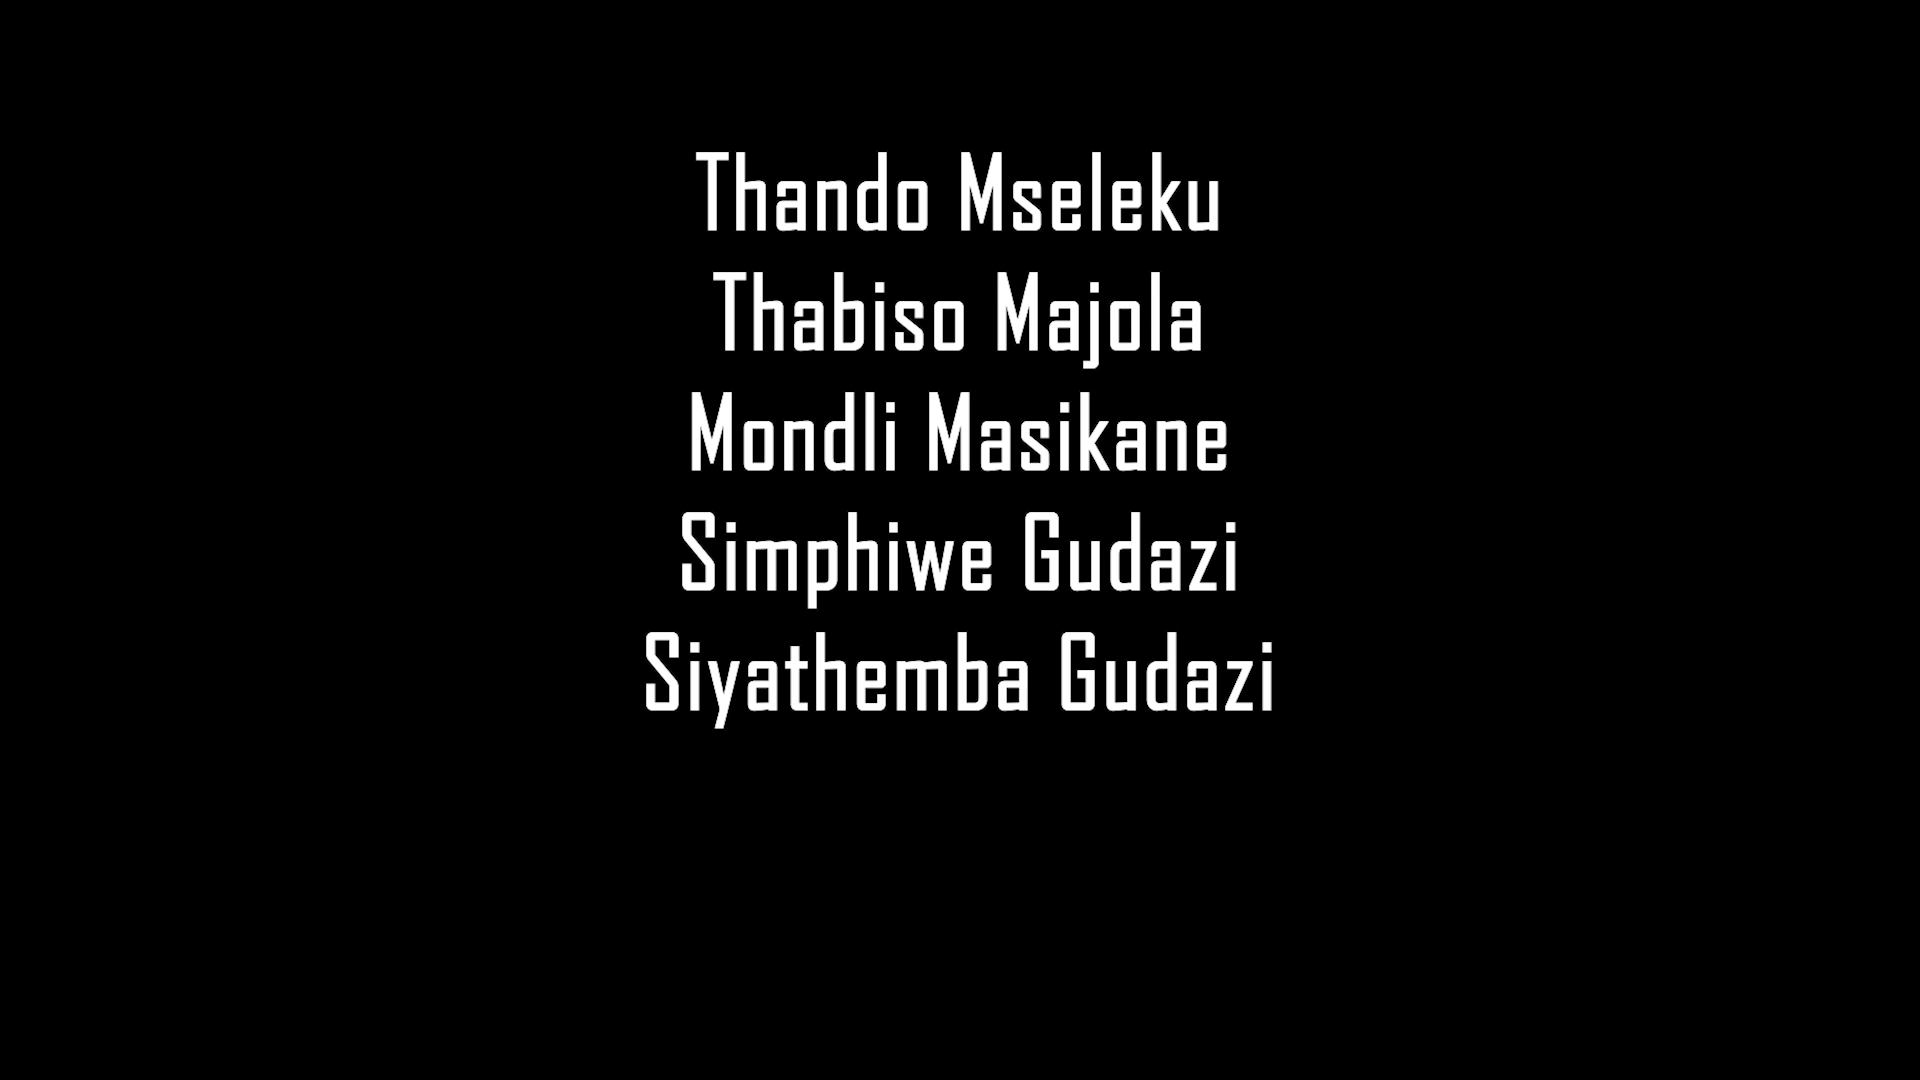 Thando Mseleku
Thabiso Majola
Mondli Masikane
Simphiwe Gudazi
Siyathemba Gudazi